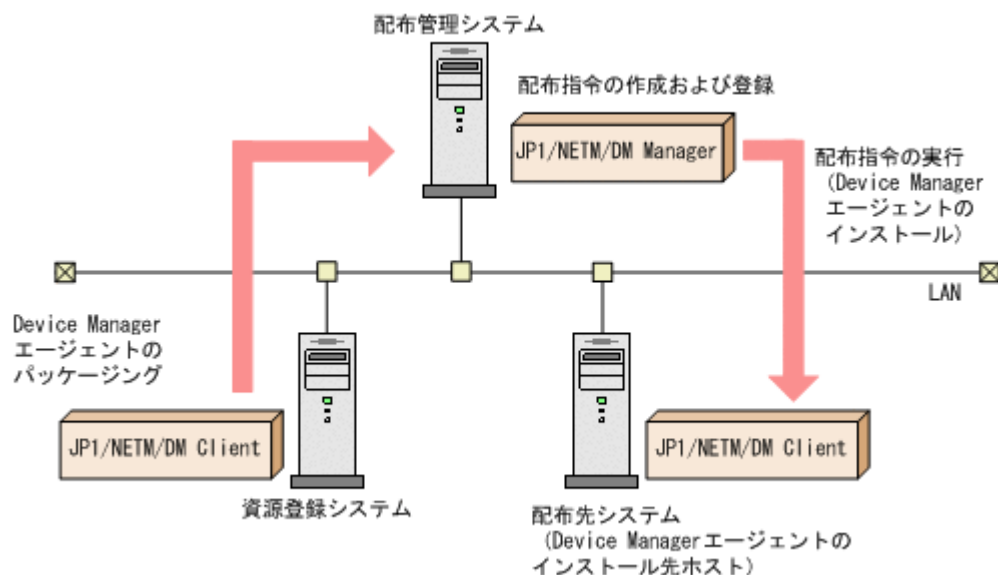 配布管理システム
配布指令の作成および登録
JP1/NETM/DM Manager
配布指令の実行
(Device Manager
エージェントの
インストール)
LAN
Device Manager
エージェントの
パッケージング
JP1/NETM/DM Client
資源登録システム
JP1/NETM/DM Client
配布先システム
(Device Managerエージェントの
インストール先ホスト)